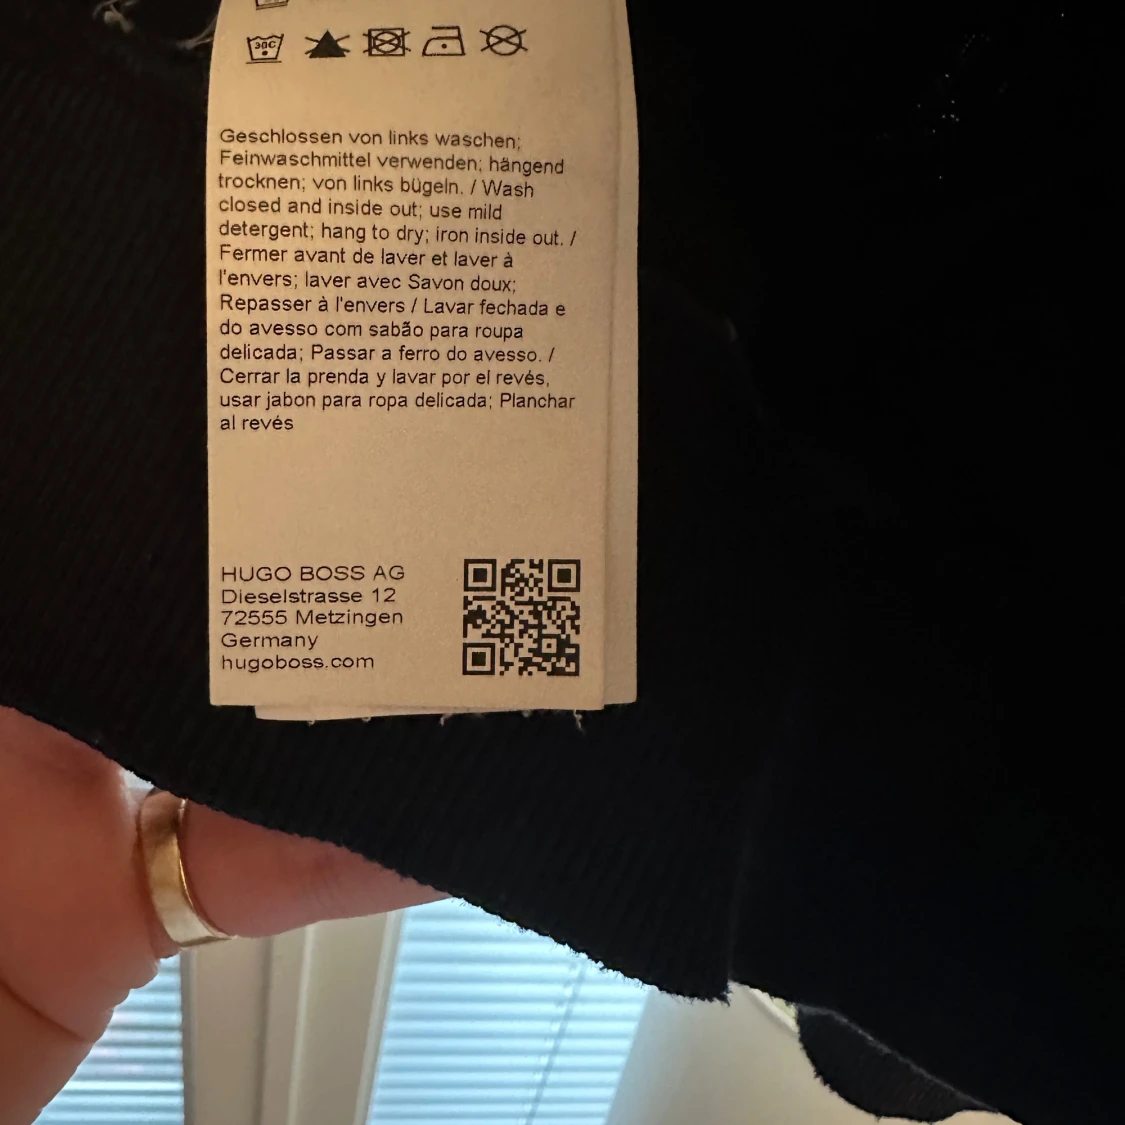 30C
Geschlossen von links waschen;
Feinwaschmittel verwenden; hängend
trocknen; von links bügeln. / Wash
closed and inside out; use mild
detergent; hang to dry; iron inside out. /
Fermer avant de laver et laver à
l'envers; laver avec Savon doux;
Repasser à l'envers / Lavar fechada e
do avesso com sabão para roupa
delicada; Passar a ferro do avesso. /
Cerrar la prenda y lavar por el revés,
usar jabon para ropa delicada; Planchar
al revés
HUGO BOSS AG
Dieselstrasse 12
72555 Metzingen
Germany
hugoboss.com